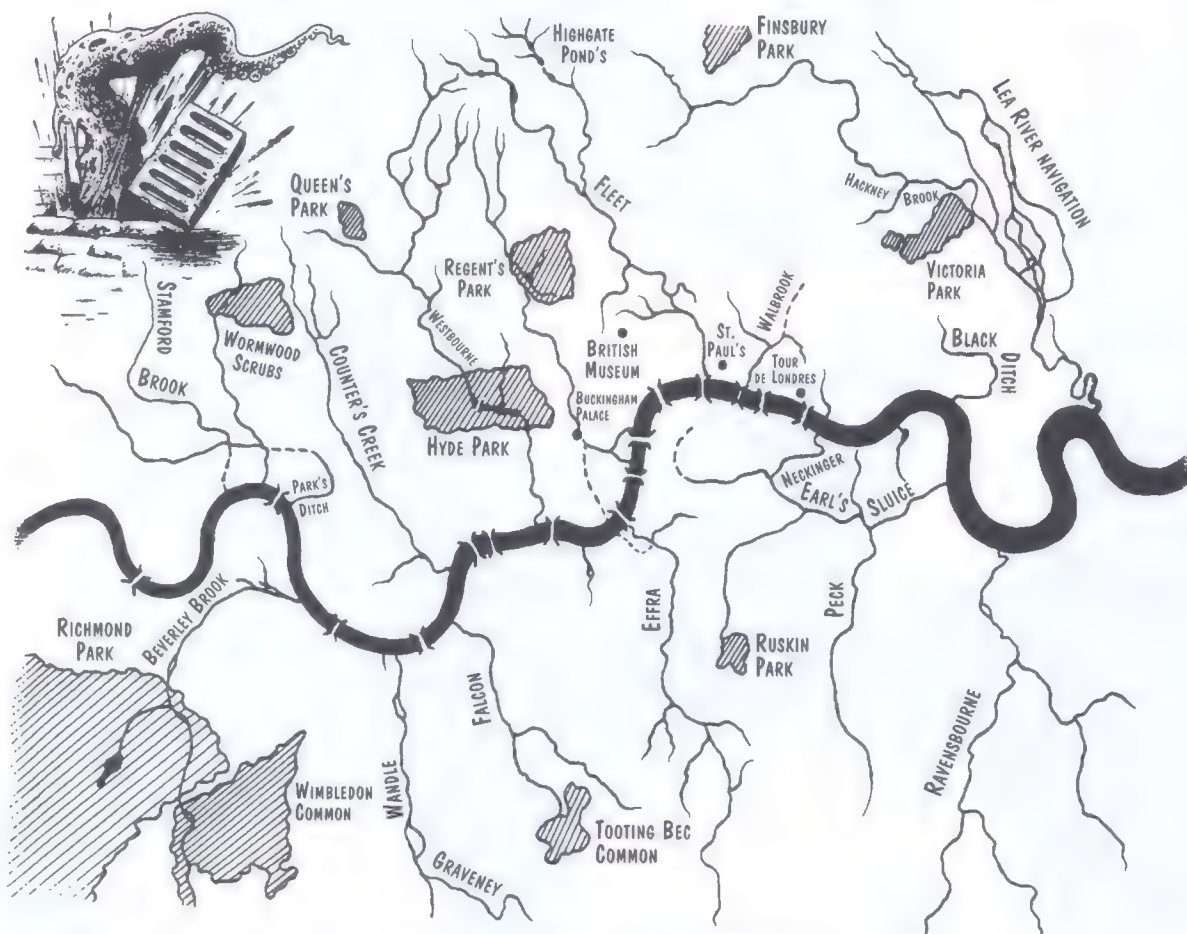 HIGHGATE
POND'S
FINSBURY
PARK
LEA RIVER NAVIGATION
QUEEN'S
PARK
FLEET
HACKNEY BROOK
REGENT'S
PARK
VICTORIA
PARK
STAMFORD
BROOK
WORMWOOD
SCRUBS
COUNTER'S CREEK
WESTBOURNE
BRITISH
MUSEUM
ST.
PAUL'S
WALBROOK
TOUR
DE LONDRES
BLACK
DITCH
BUCKINGHAM
PALACE
HYDE PARK
PARK'S
DITCH
NECKINGER
EARL'S
SLUICE
BEVERLEY BROOK
RICHMOND
PARK
EFFRA
PECK
RUSKIN
PARK
FALCON
WANDLE
RAVENSBOURNE
WIMBLEDON
COMMON
TOOTING BEC
COMMON
GRAVENEY